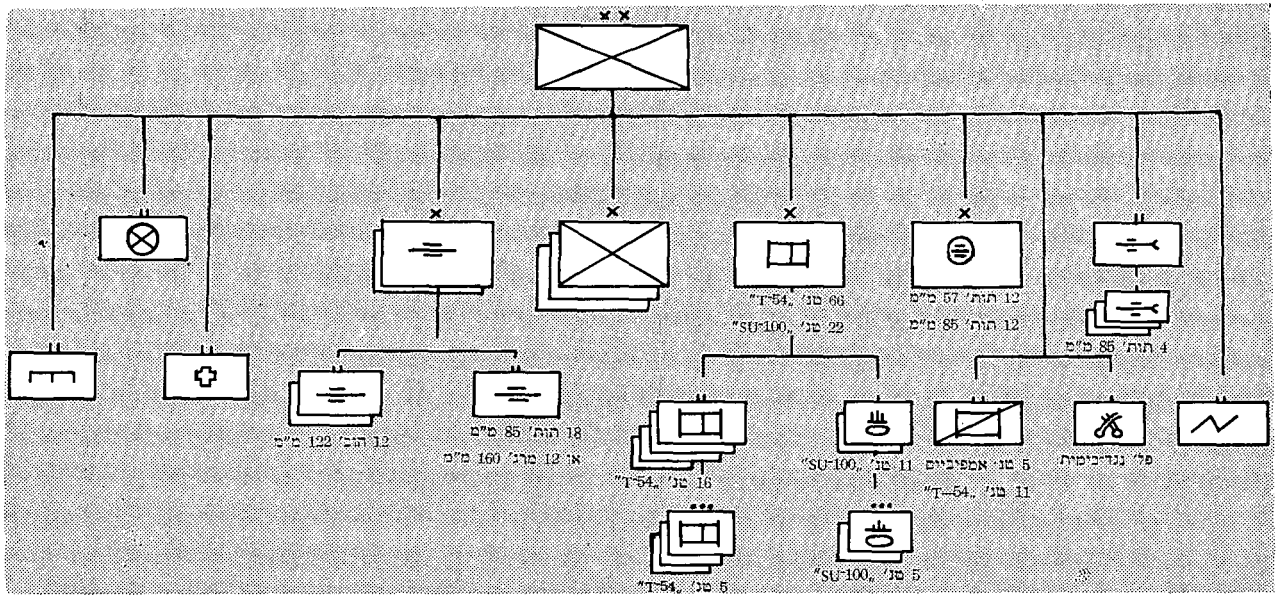 12 תות' 57 מ"מ
12 תות' 85 מ"מ
66 טנ' „T-54"
22 טנ' „SU-100"
4 תות' 85 מ"מ
18 תות' 85 מ"מ
או 12 מרג' 160 מ"מ
12 הוב' 122 מ"מ
פל' נגד-כימית
5 טנ' אמפיביים
11 טנ' „T-54"
11 טנ' „SU-100"
16 טנ' „T-54"
5 טנ' „SU-100"
5 טנ' „T-54"